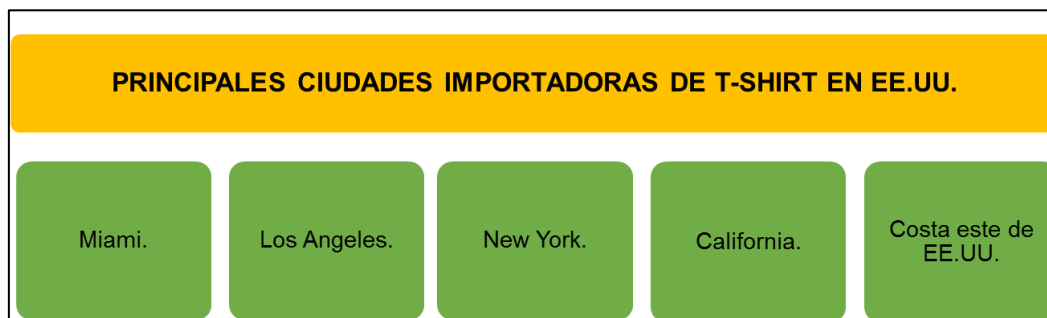 PRINCIPALES CIUDADES IMPORTADORAS DE T-SHIRT EN EE.UU.
Miami.
Los Angeles.
New York.
California.
Costa este de
EE.UU.